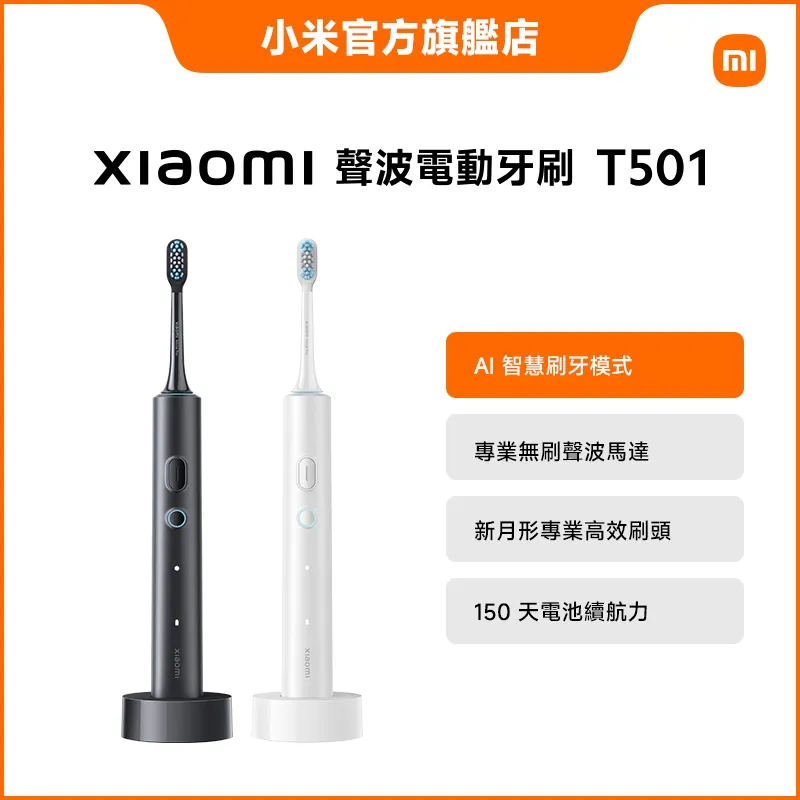 小米官方旗艦店
mi
xiaomi 聲波電動牙刷 T501
AI 智慧刷牙模式
專業無刷聲波馬達
新月形專業高效刷頭
150 天電池續航力
xiaomi
xiaomi